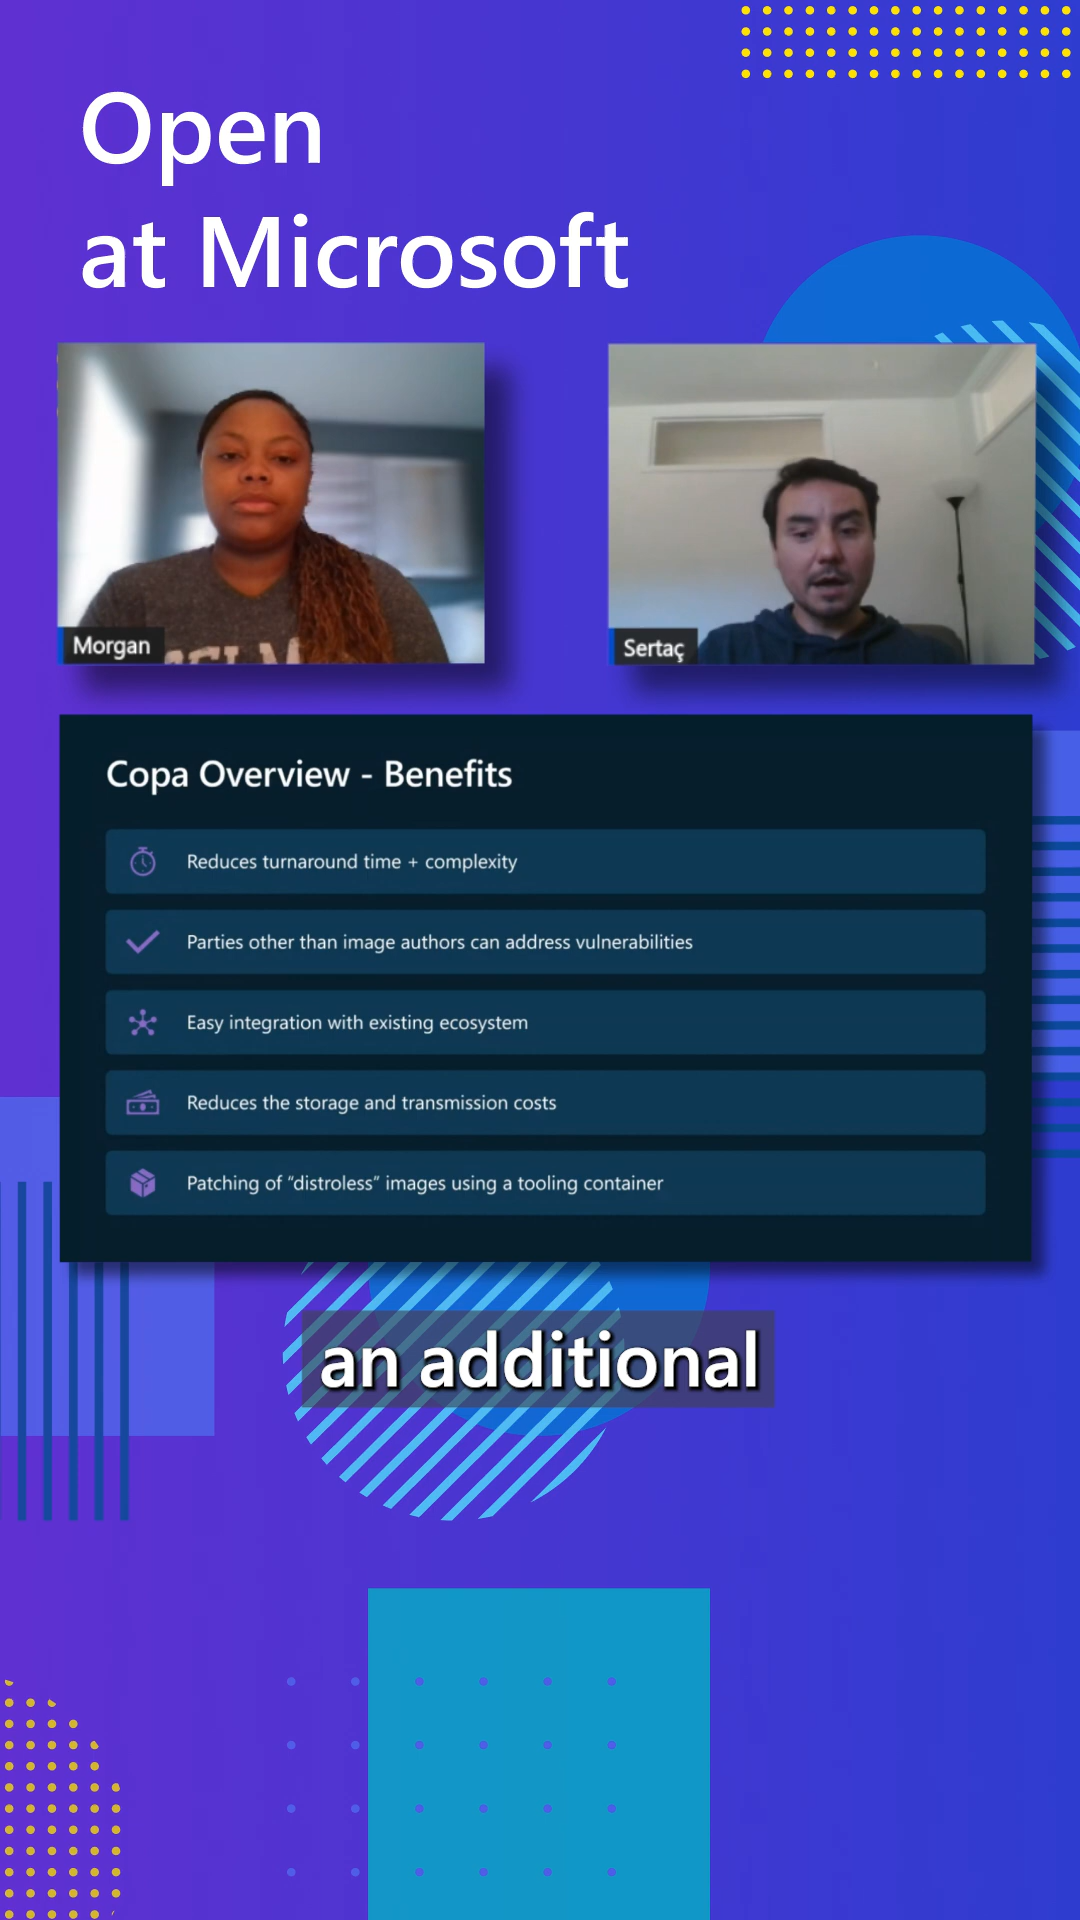 Open
at Microsoft
Morgan
Sertaç
Copa Overview - Benefits
Reduces turnaround time + complexity
Parties other than image authors can address vulnerabilities
Easy integration with existing ecosystem
Reduces the storage and transmission costs
Patching of “distroless” images using a tooling container
an additional